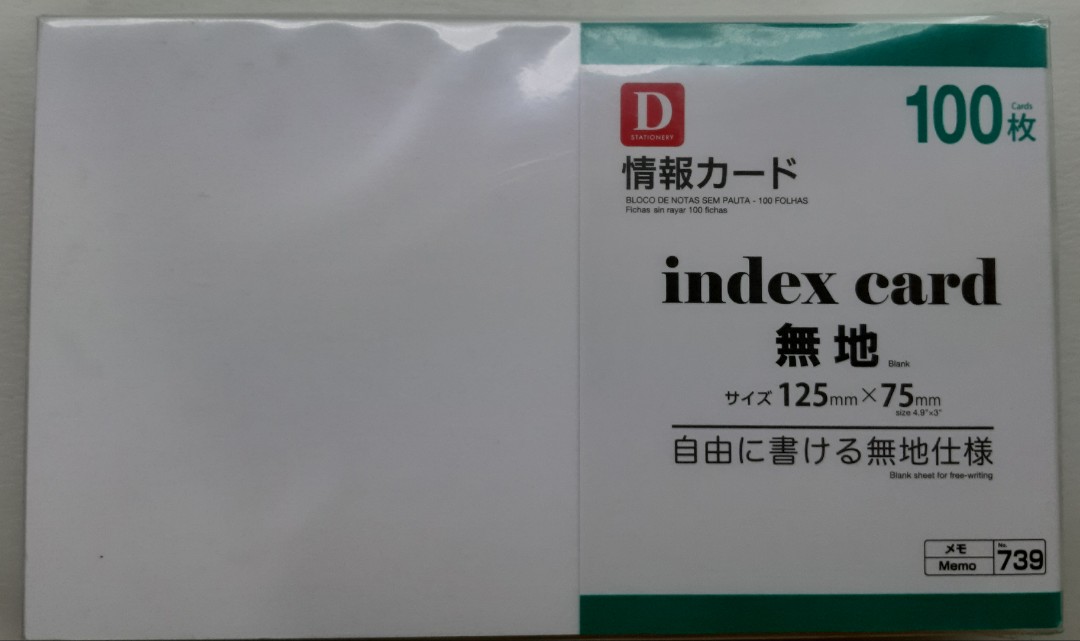 D
STATIONERY
100 Cards 枚
情報カード
BLOCO DE NOTAS SEM PAUTA - 100 FOLHAS
Fichas sin rayar 100 fichas
index card
無地 Blank
サイズ 125mm×75mm
size 4.9"×3"
自由に書ける無地仕様
Blank sheet for free-writing
メモ
Memo
No. 739